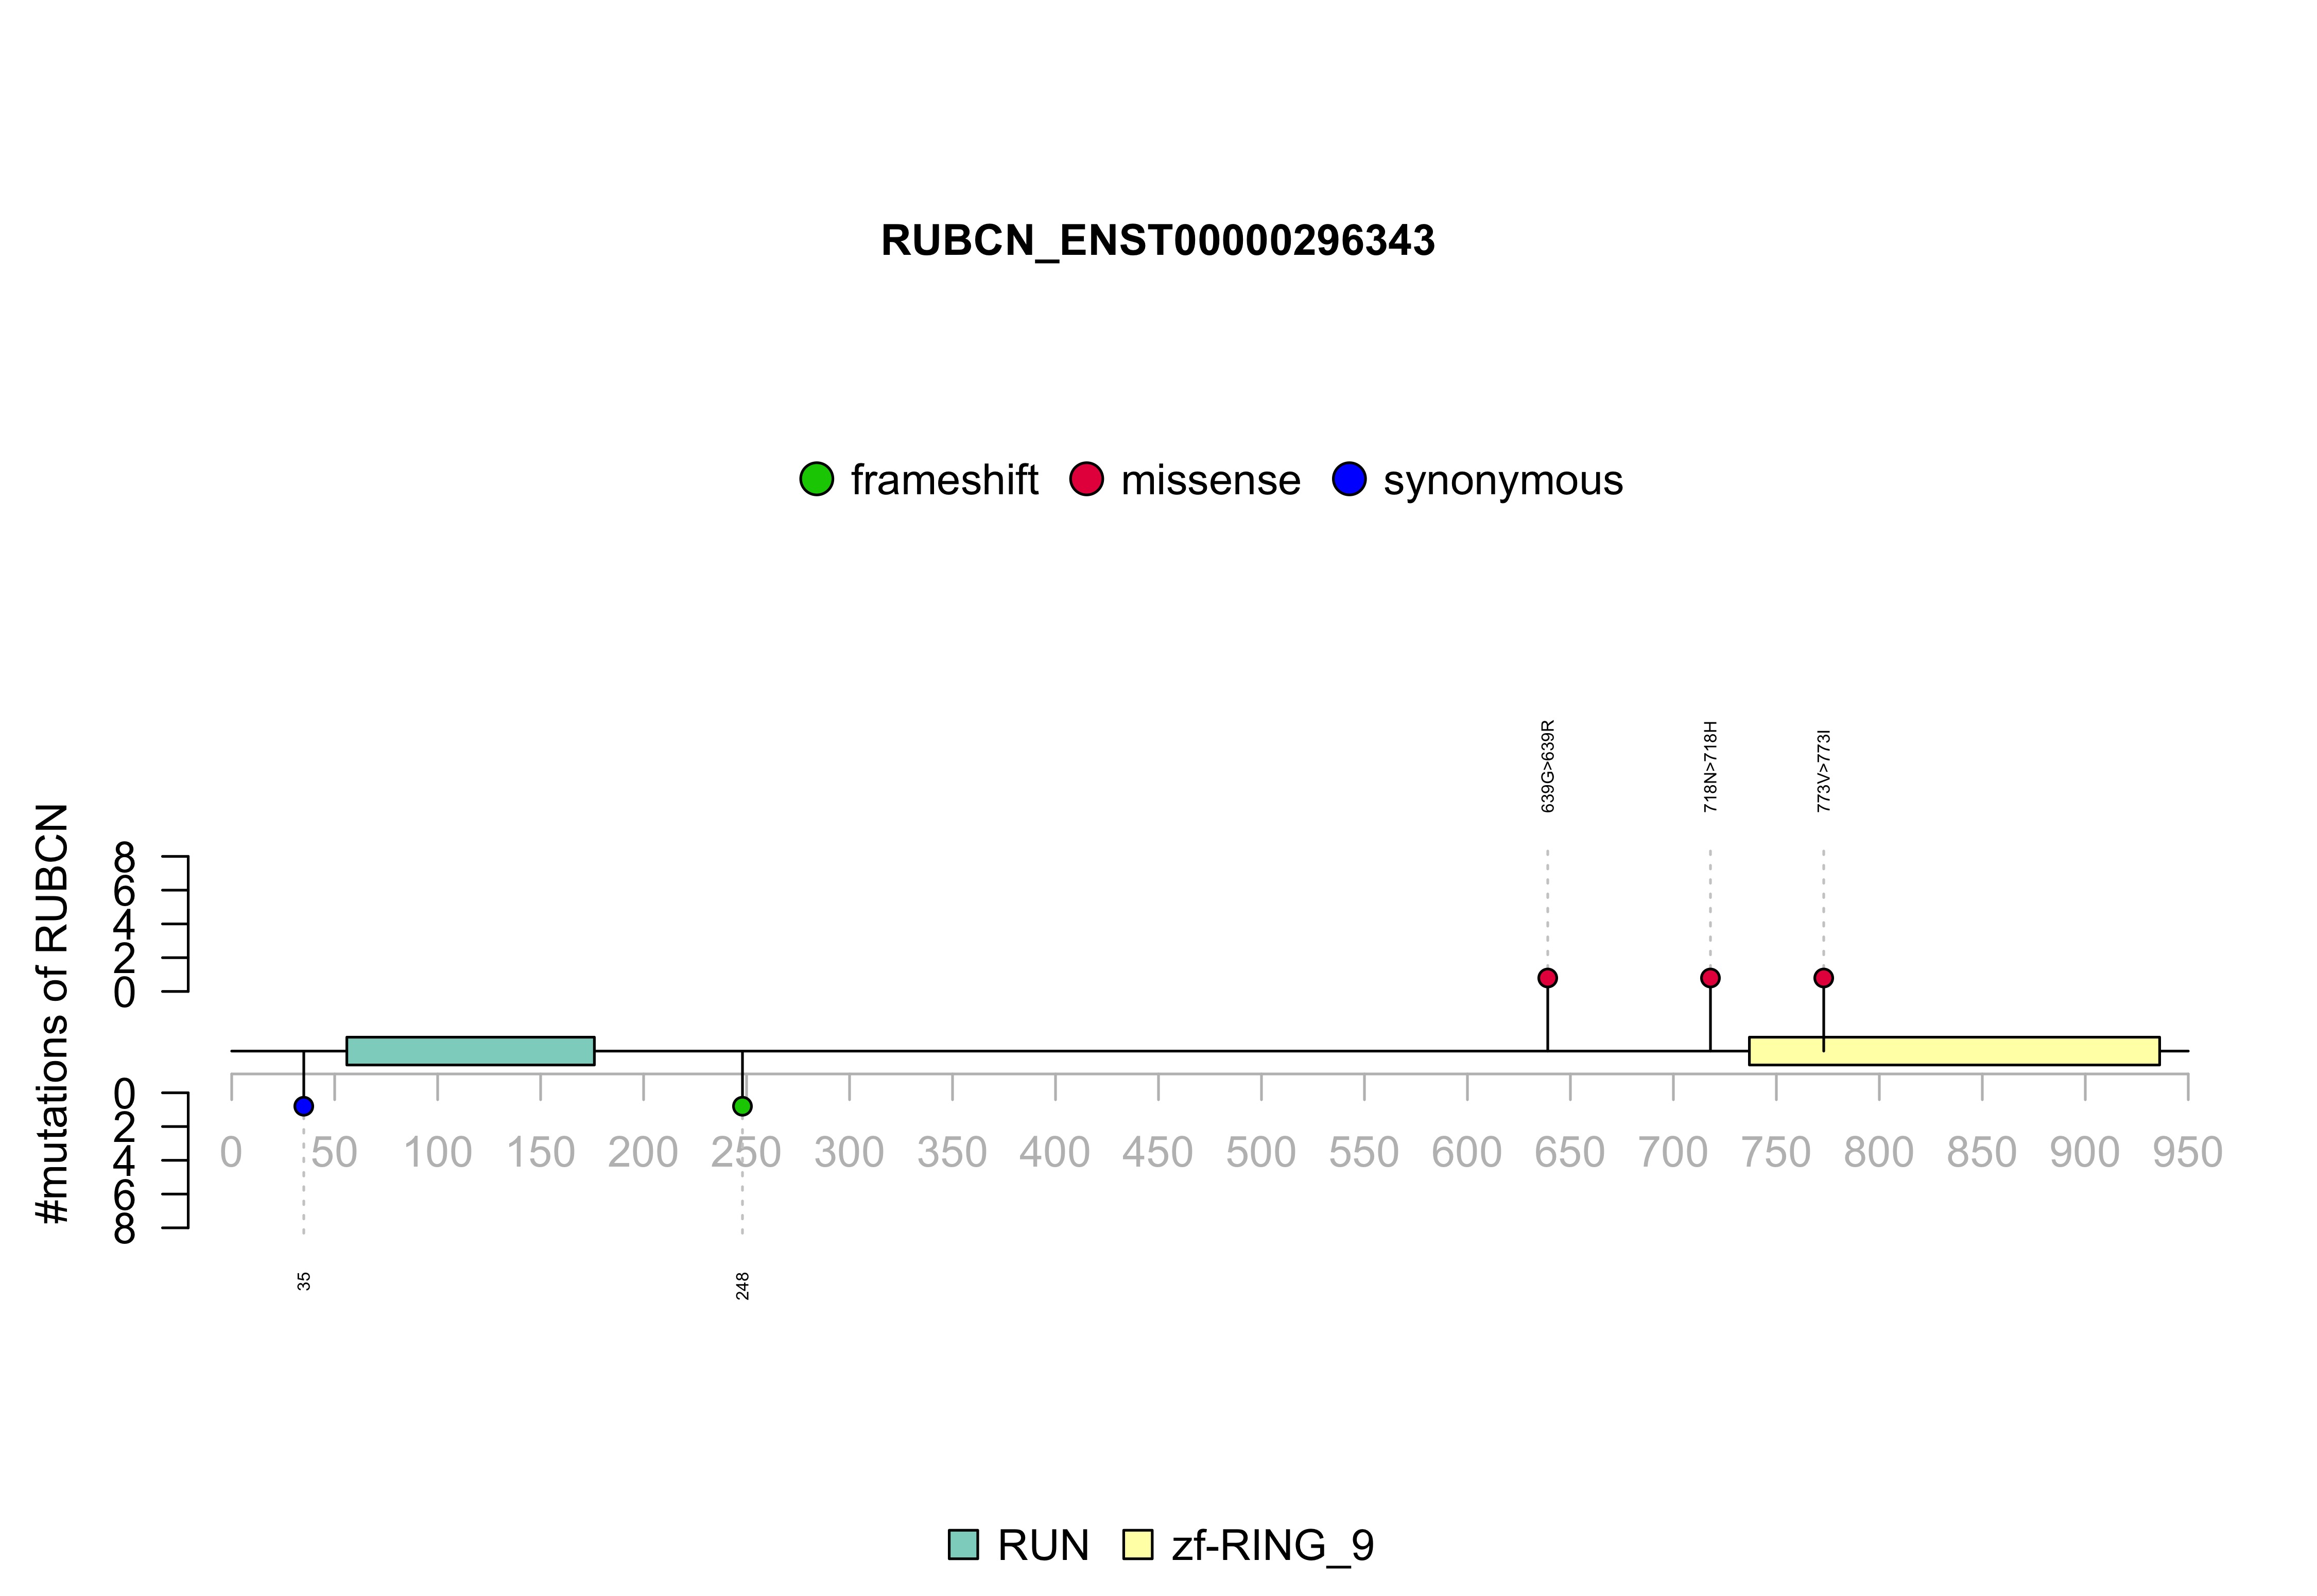 RUBCN_ENST00000296343
frameshift missense synonymous
639G>639R 718N>718H 773V>773I
#mutations of RUBCN
8
6
4
2
0
0
2
4
6
8
0 50 100 150 200 250 300 350 400 450 500 550 600 650 700 750 800 850 900 950
35 248
RUN zf-RING_9